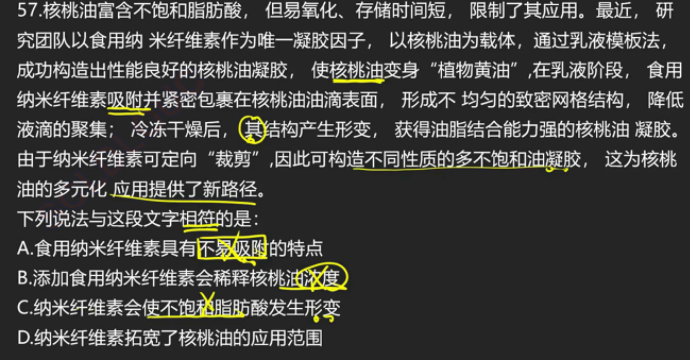 57.核桃油富含不饱和脂肪酸， 但易氧化、存储时间短， 限制了其应用。最近， 研
究团队以食用纳 米纤维素作为唯一凝胶因子， 以核桃油为载体，通过乳液模板法，
成功构造出性能良好的核桃油凝胶， 使核桃油变身“植物黄油”,在乳液阶段， 食用
纳米纤维素吸附并紧密包裹在核桃油油滴表面， 形成不 均匀的致密网格结构， 降低
液滴的聚集； 冷冻干燥后，其结构产生形变， 获得油脂结合能力强的核桃油 凝胶。
由于纳米纤维素可定向“裁剪”,因此可构造不同性质的多不饱和油凝胶， 这为核桃
油的多元化 应用提供了新路径。
下列说法与这段文字相符的是：
A.食用纳米纤维素具有不易吸附的特点
B.添加食用纳米纤维素会稀释核桃油浓度
C.纳米纤维素会使不饱和脂肪酸发生形变
D.纳米纤维素拓宽了核桃油的应用范围